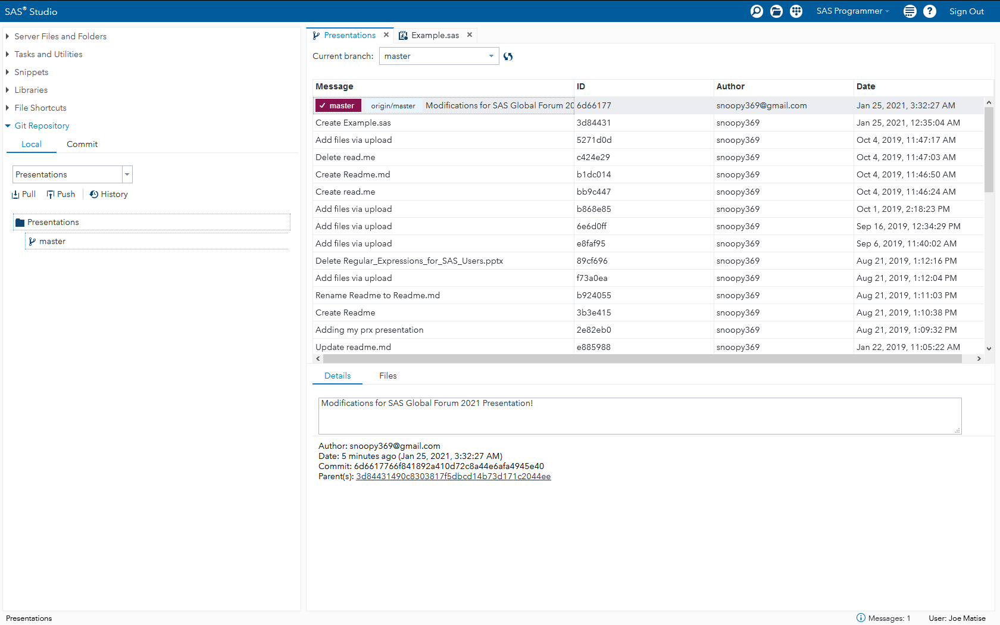 SAS® Studio
SAS Programmer
Sign Out
Server Files and Folders
Tasks and Utilities
Snippets
Libraries
File Shortcuts
Git Repository
Local Commit
Presentations
Pull Push History
Presentations
master
Presentations Example.sas
Current branch: master
Message ID Author Date
master origin/master Modifications for SAS Global Forum 20 6d66177 snoopy369@gmail.com Jan 25, 2021, 3:32:27 AM
Create Example.sas 3d84431 snoopy369 Jan 25, 2021, 12:35:04 AM
Add files via upload 5271d0d snoopy369 Oct 4, 2019, 11:47:17 AM
Delete read.me c424e29 snoopy369 Oct 4, 2019, 11:47:03 AM
Create Readme.md b1dc014 snoopy369 Oct 4, 2019, 11:46:50 AM
Create read.me bb9c447 snoopy369 Oct 4, 2019, 11:46:24 AM
Add files via upload b868e85 snoopy369 Oct 1, 2019, 2:18:23 PM
Add files via upload 6e6d0ff snoopy369 Sep 16, 2019, 12:34:29 PM
Add files via upload e8faf95 snoopy369 Sep 6, 2019, 11:40:02 AM
Delete Regular_Expressions_for_SAS_Users.pptx 89cf696 snoopy369 Aug 21, 2019, 1:12:16 PM
Add files via upload f73a0ea snoopy369 Aug 21, 2019, 1:12:04 PM
Rename Readme to Readme.md b924055 snoopy369 Aug 21, 2019, 1:11:03 PM
Create Readme 3b3e415 snoopy369 Aug 21, 2019, 1:10:38 PM
Adding my prx presentation 2e82eb0 snoopy369 Aug 21, 2019, 1:09:32 PM
Update readme.md e885988 snoopy369 Jan 22, 2019, 11:05:22 AM
Details Files
Modifications for SAS Global Forum 2021 Presentation!
Author: snoopy369@gmail.com
Date: 5 minutes ago (Jan 25, 2021, 3:32:27 AM)
Commit: 6d6617766f841892a410d72c8a44e6afa4945e40
Parent(s): 3d84431490c8303817f5dbcd14b73d171c2044ee
Presentations
Messages: 1
User: Joe Matise